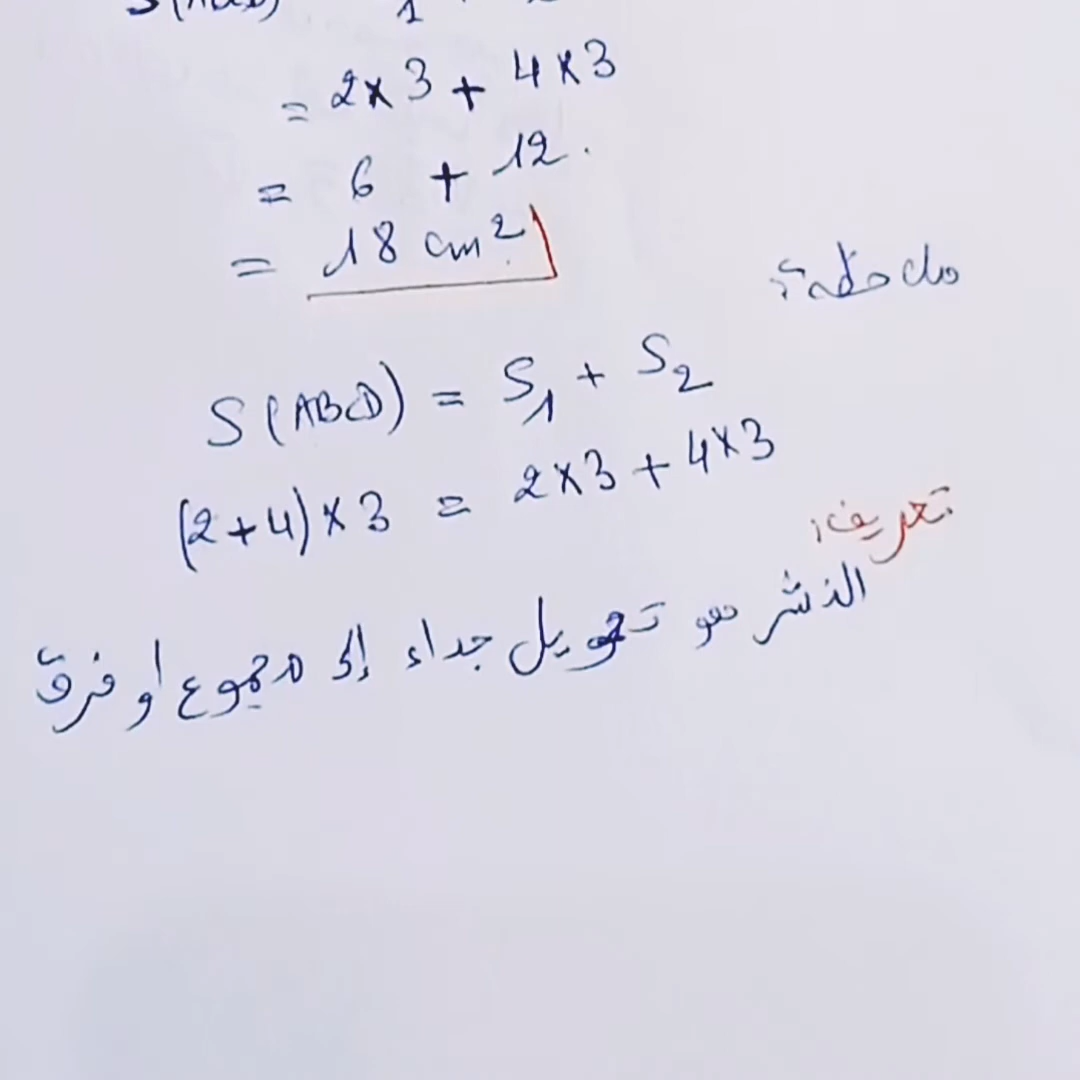 = 2×3 + 4×3
= 6 + 12.
= 18 cm²
ملاحظة:
S(ABCD) = S₁ + S₂
(2+4)×3 = 2×3 + 4×3
تعريف:
النشر هو تحويل جداء إلى مجموع أو فرق